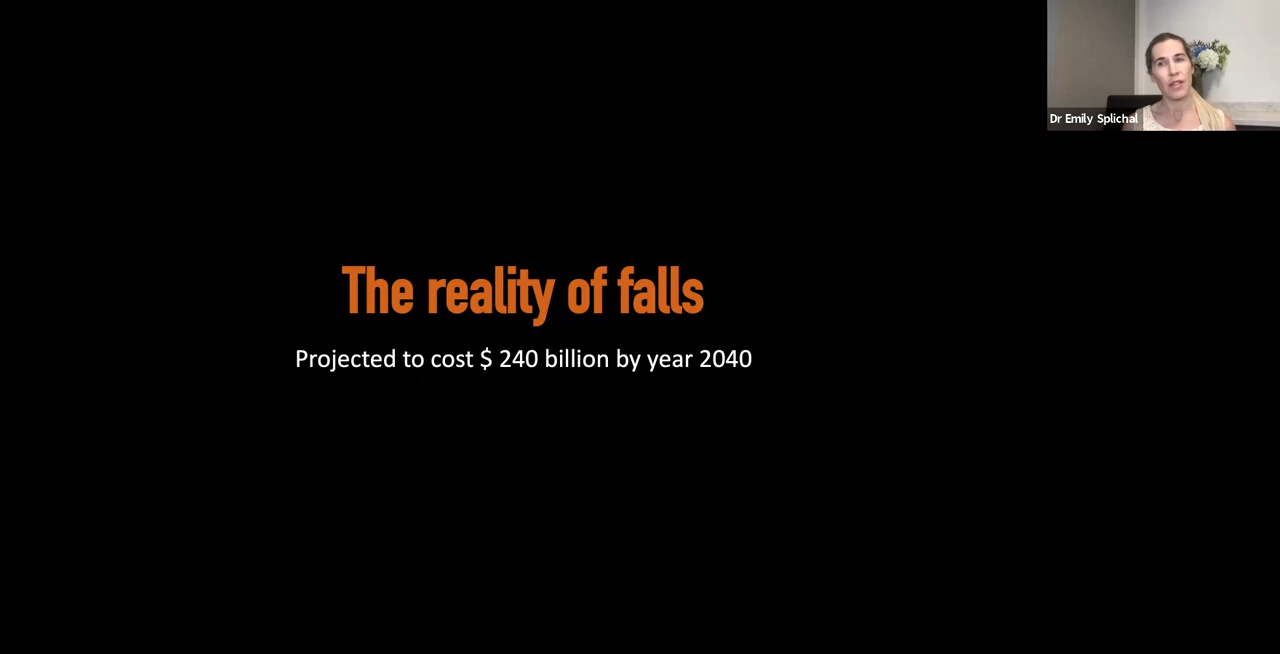 Dr Emily Splichal
The reality of falls
Projected to cost $ 240 billion by year 2040